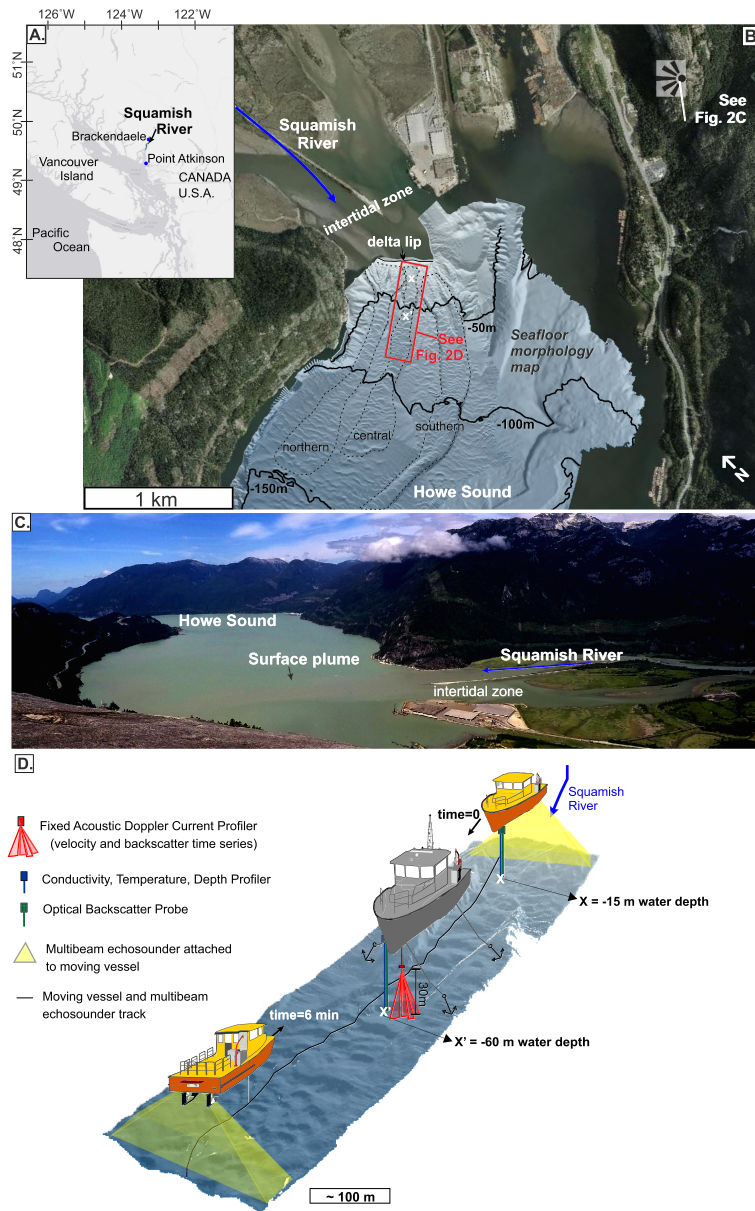 126˚W
124˚W
122˚W
A.
51˚N
50˚N
49˚N
48˚N
Squamish
River
Brackendaele
Point Atkinson
Vancouver
Island
CANADA
U.S.A.
Pacific
Ocean
B.
Squamish
River
intertidal zone
delta lip
x
x
See
Fig. 2C
-50m
See
Fig. 2D
Seafloor
morphology
map
-100m
northern
central
southern
-150m
Howe Sound
1 km
N
C.
Howe Sound
Surface plume
Squamish River
intertidal zone
D.
Squamish
River
time=0
Fixed Acoustic Doppler Current Profiler
(velocity and backscatter time series)
Conductivity, Temperature, Depth Profiler
X
X = -15 m water depth
Optical Backscatter Probe
Multibeam echosounder attached
to moving vessel
30m
Moving vessel and multibeam
echosounder track
X'
time=6 min
X’ = -60 m water depth
~ 100 m